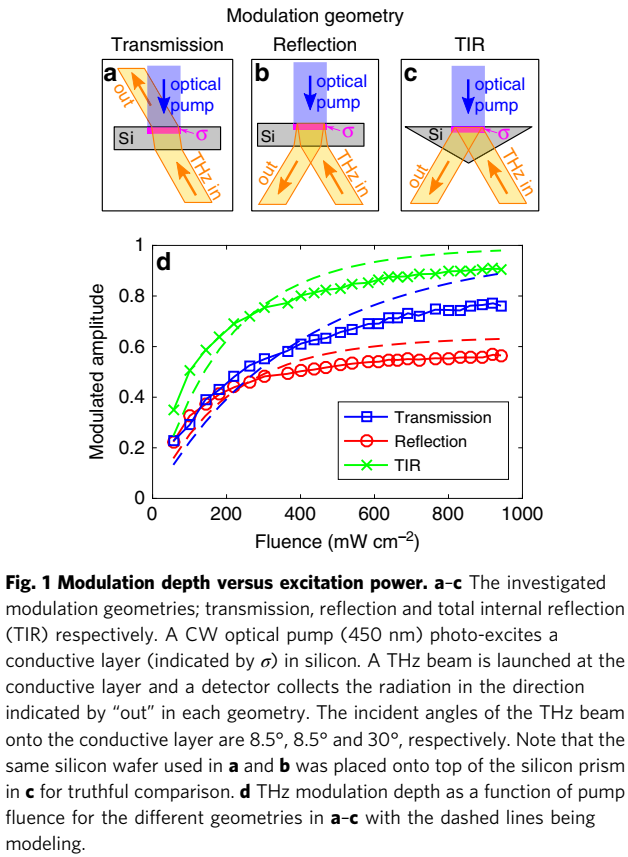 Modulation geometry
Transmission
Reflection
TIR
a
optical
pump
out
Si
σ
THz in
b
optical
pump
Si
σ
out
THz in
c
optical
pump
Si
σ
out
THz in
d
1
0.8
0.6
0.4
0.2
0
Modulated amplitude
Transmission
Reflection
TIR
0 200 400 600 800 1000
Fluence (mW cm⁻²)
Fig. 1 Modulation depth versus excitation power. a–c The investigated
modulation geometries; transmission, reflection and total internal reflection
(TIR) respectively. A CW optical pump (450 nm) photo-excites a
conductive layer (indicated by σ) in silicon. A THz beam is launched at the
conductive layer and a detector collects the radiation in the direction
indicated by “out” in each geometry. The incident angles of the THz beam
onto the conductive layer are 8.5°, 8.5° and 30°, respectively. Note that the
same silicon wafer used in a and b was placed onto top of the silicon prism
in c for truthful comparison. d THz modulation depth as a function of pump
fluence for the different geometries in a–c with the dashed lines being
modeling.